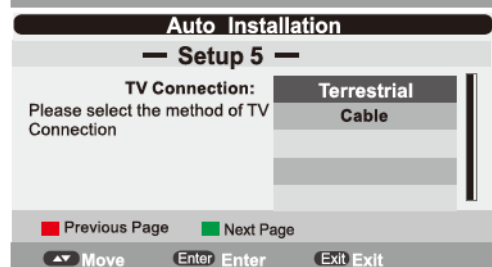 Auto Installation
— Setup 5 —
TV Connection:
Please select the method of TV
Connection
Terrestrial
Cable
Previous Page Next Page
Move Enter Enter Exit Exit